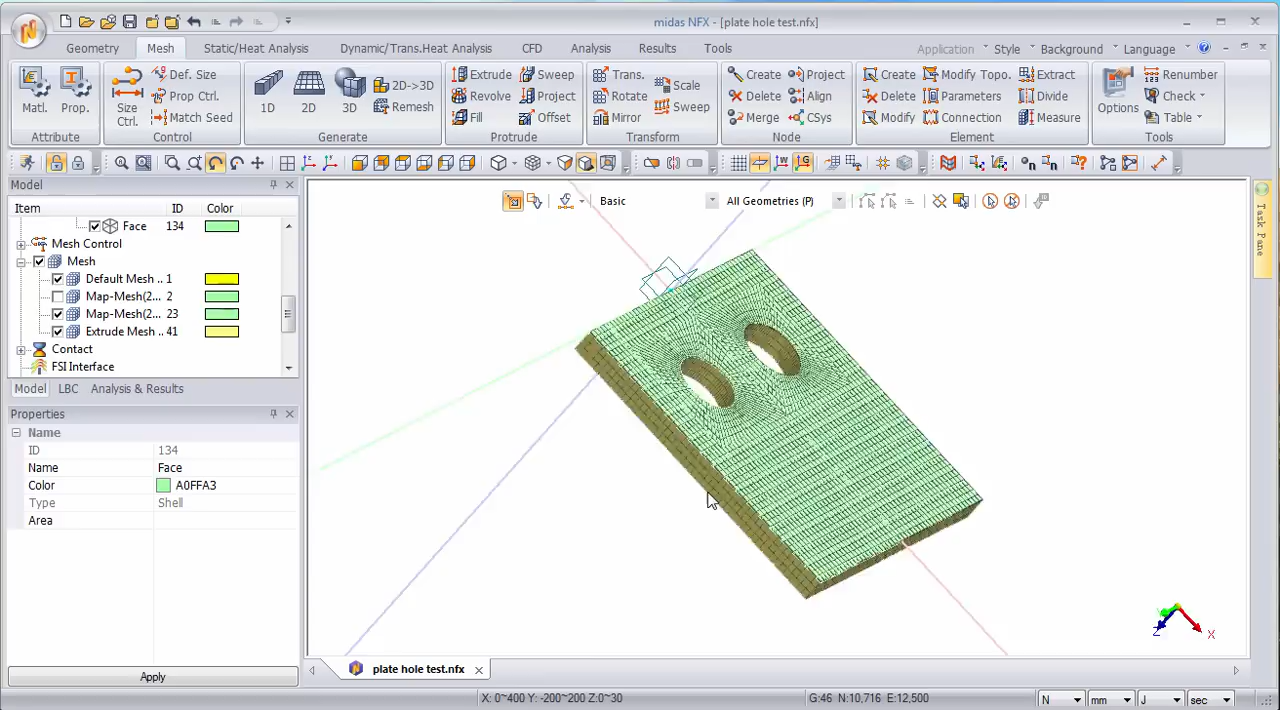 midas NFX - [plate hole test.nfx]
Geometry Mesh Static/Heat Analysis Dynamic/Trans.Heat Analysis CFD Analysis Results Tools Application Style Background Language
Matl. Prop. Size Ctrl. Def. Size Prop Ctrl. Match Seed 1D 2D 3D 2D->3D Remesh
Extrude Sweep Revolve Project Fill Offset
Trans. Scale Rotate Sweep Mirror
Create Project Delete Align Merge CSys
Create Modify Topo. Extract Delete Parameters Divide Modify Connection Measure
Options Renumber Check Table
Attribute Control Generate Protrude Transform Node Element Tools
Model
Item ID Color
Face 134
Mesh Control
Mesh
Default Mesh .. 1
Map-Mesh(2... 2
Map-Mesh(2... 23
Extrude Mesh .. 41
Contact
FSI Interface
Model LBC Analysis & Results
Properties
Name
ID 134
Name Face
Color A0FFA3
Type Shell
Area
Apply
Basic All Geometries (P)
Task Pane
Z X
plate hole test.nfx
X: 0~400 Y: -200~200 Z:0~30 G:46 N:10,716 E:12,500 N mm J sec